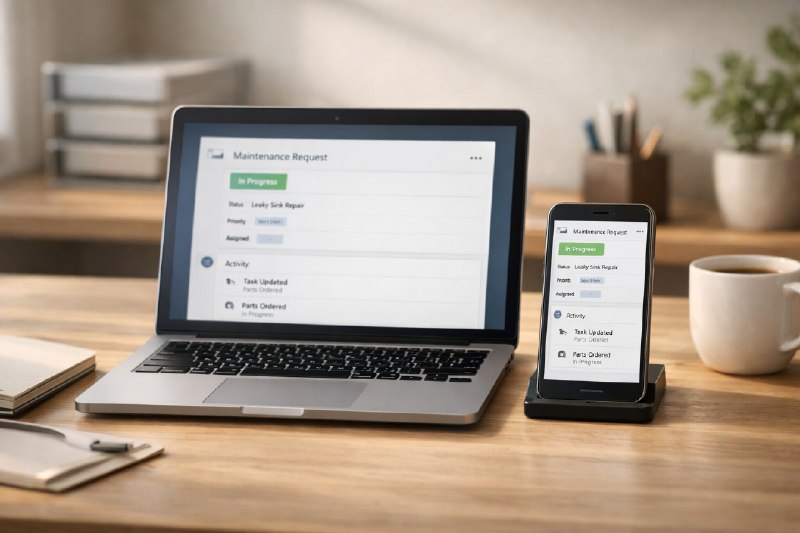 Maintenance Request
In Progress
Status Leaky Sink Repair
Priority
Assigned
Activity
Task Updated
Parts Ordered
Parts Ordered
In Progress
Maintenance Request
In Progress
Status Leaky Sink Repair
Priority
Assigned
Activity
Task Updated
Parts Ordered
Parts Ordered
In Progress